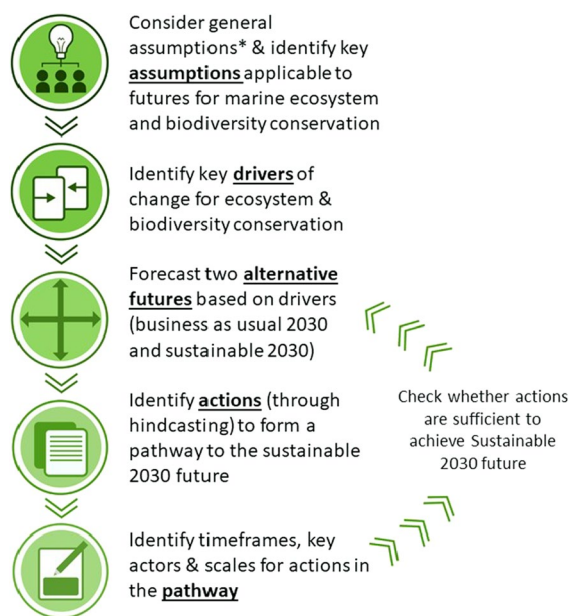 Consider general
assumptions* & identify key
assumptions applicable to
futures for marine ecosystem
and biodiversity conservation
Identify key drivers of
change for ecosystem &
biodiversity conservation
Forecast two alternative
futures based on drivers
(business as usual 2030
and sustainable 2030)
Identify actions (through
hindcasting) to form a
pathway to the sustainable
2030 future
Check whether actions
are sufficient to
achieve Sustainable
2030 future
Identify timeframes, key
actors & scales for actions in
the pathway